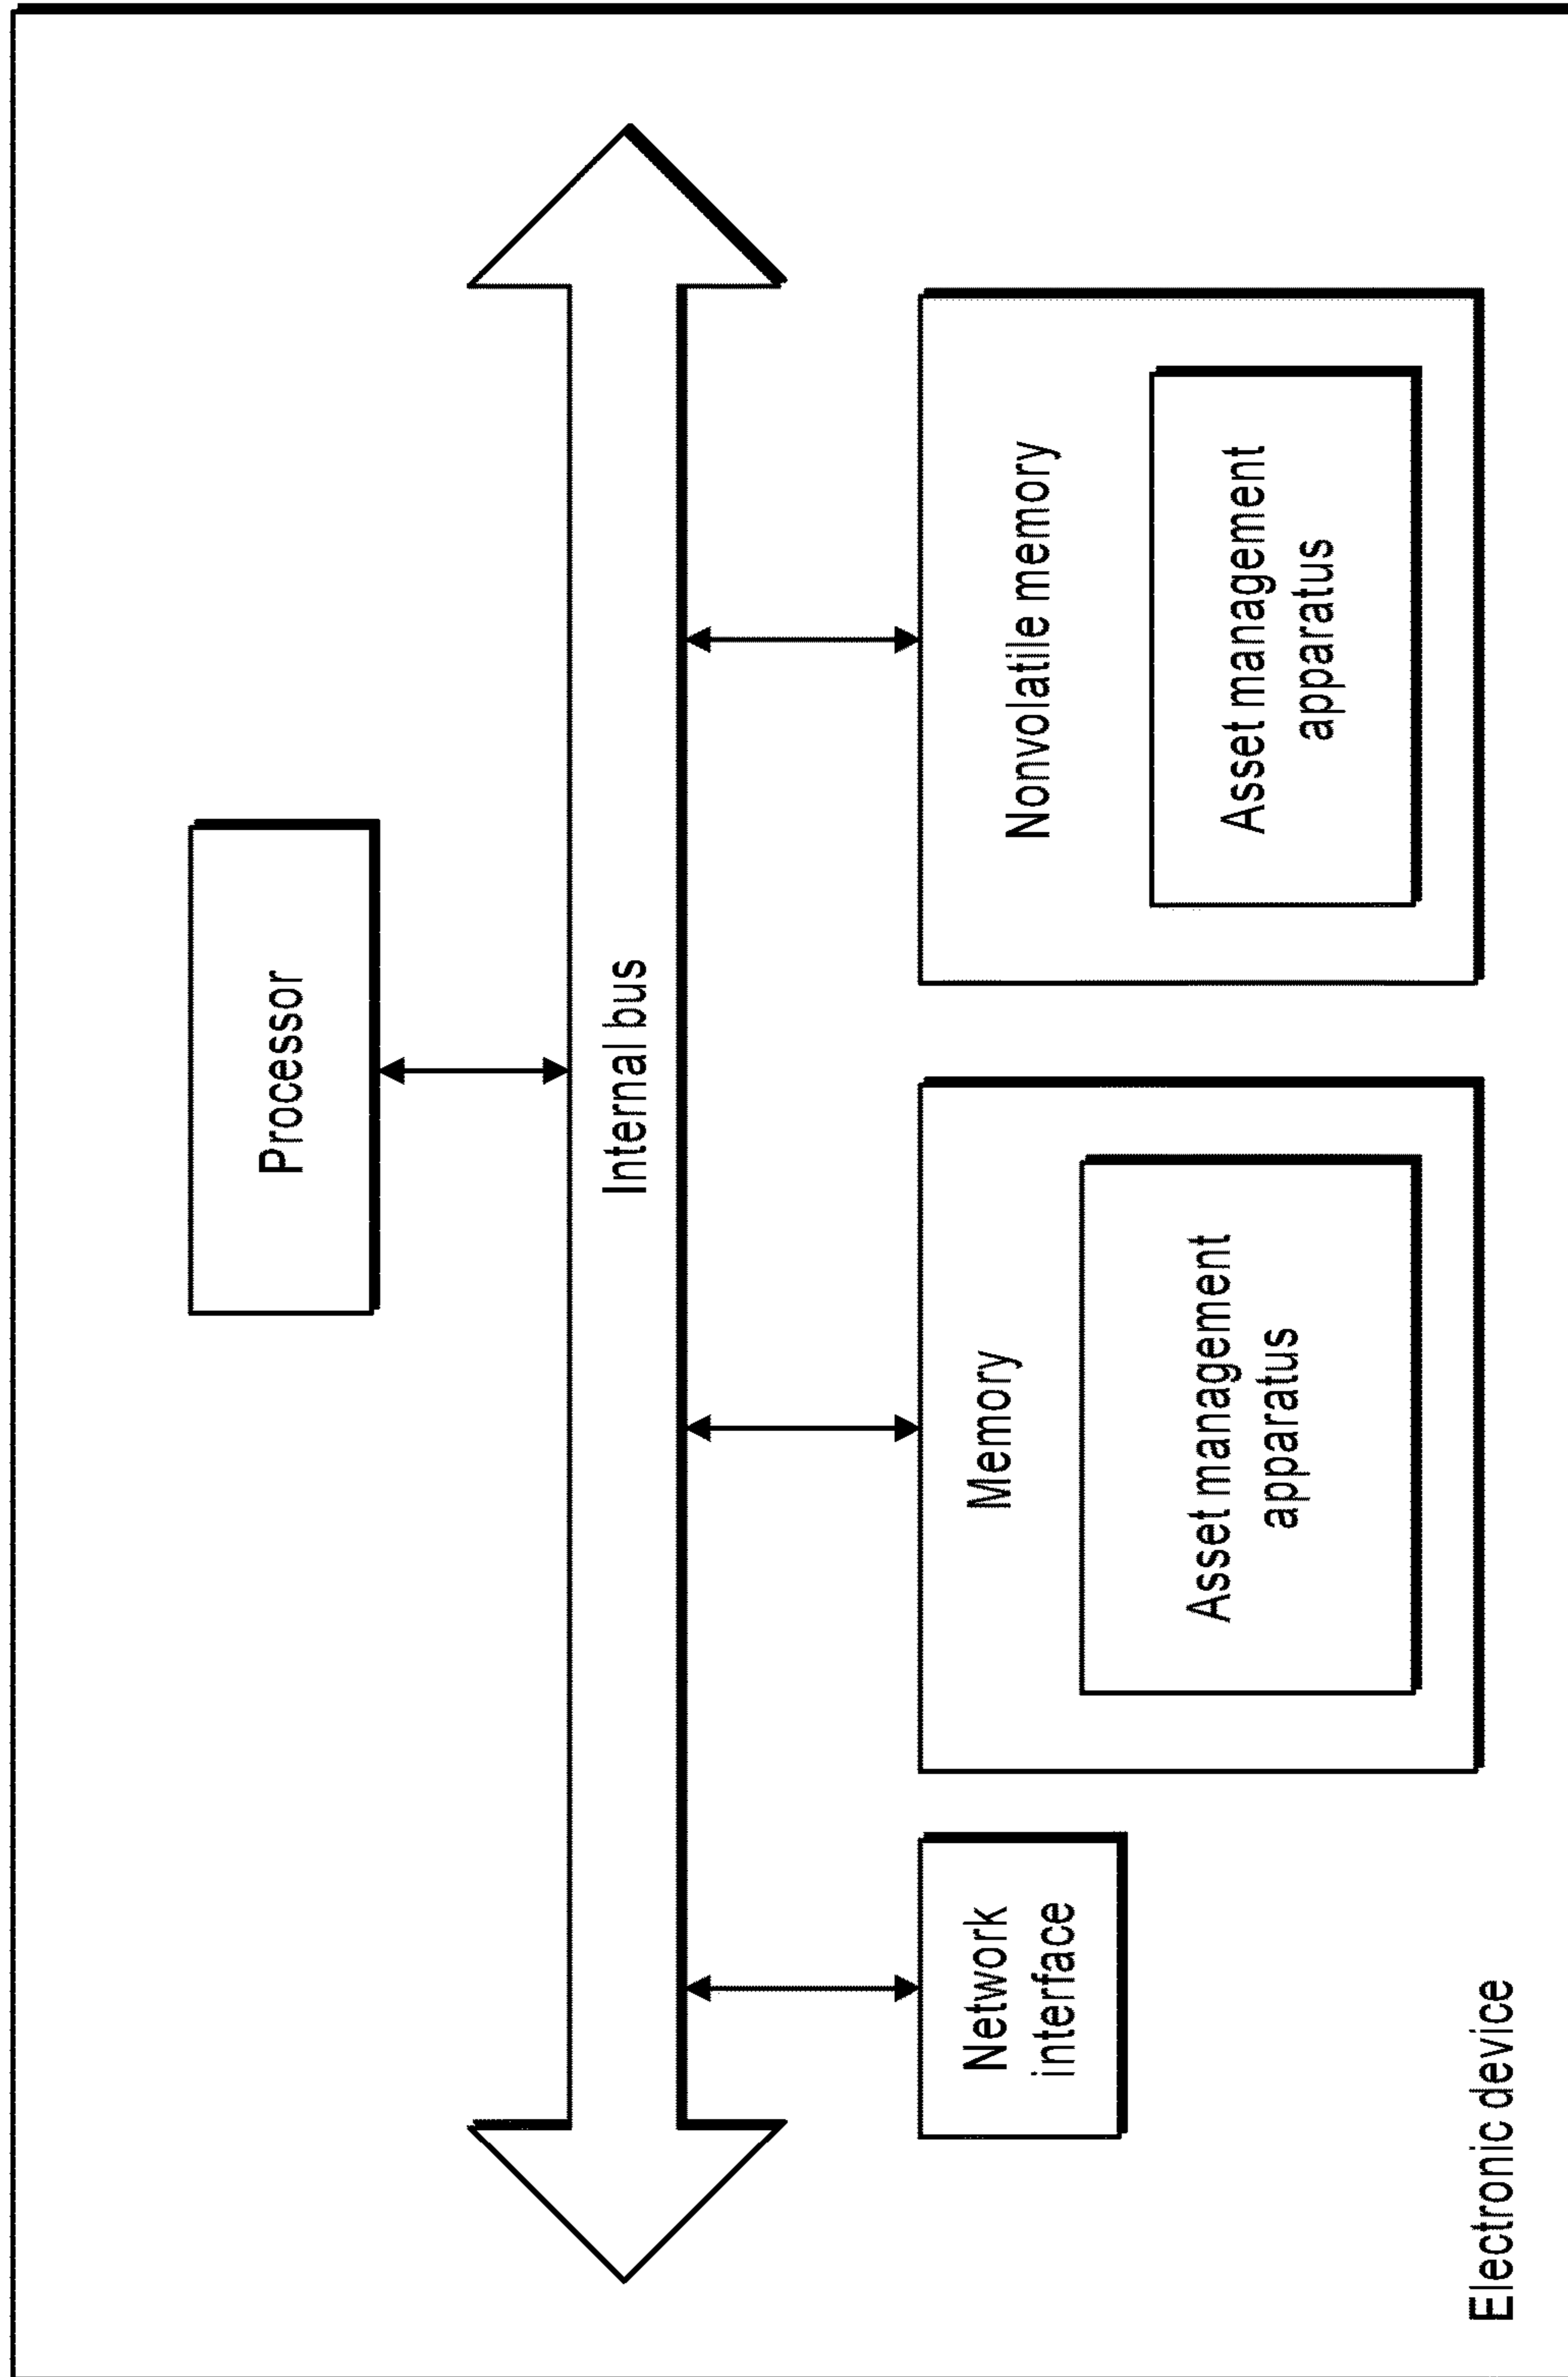 Processor
Internal bus
Network
interface
Memory
Asset management
apparatus
Nonvolatile memory
Asset management
apparatus
Electronic device